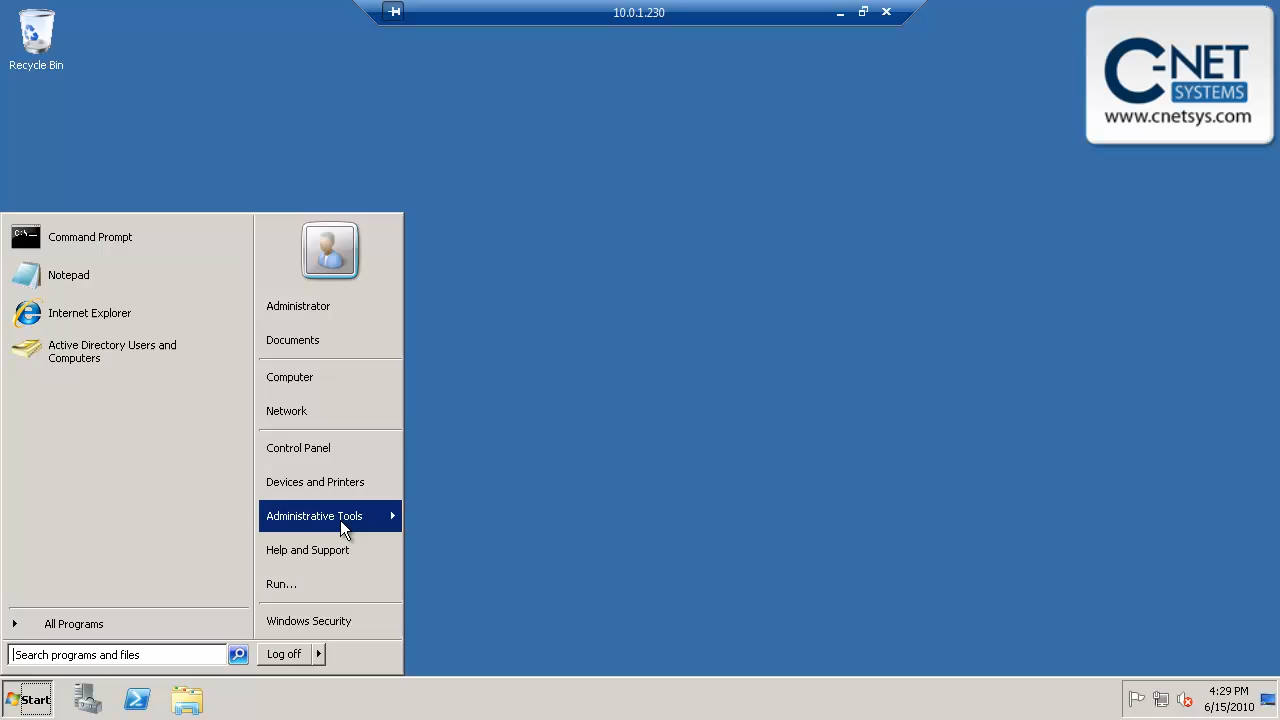 10.0.1.230
Recycle Bin
C-NET
SYSTEMS
www.cnetsys.com
C:\_
Command Prompt
Notepad
Internet Explorer
Active Directory Users and
Computers
All Programs
Search programs and files
Administrator
Documents
Computer
Network
Control Panel
Devices and Printers
Administrative Tools
Help and Support
Run...
Windows Security
Log off
Start
4:29 PM
6/15/2010